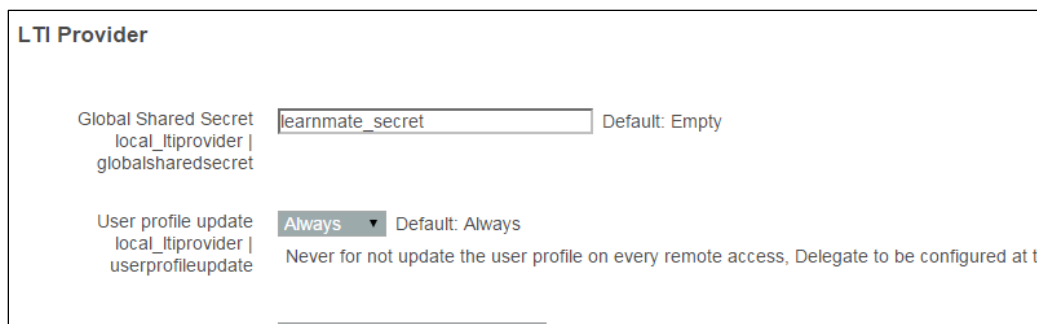 LTI Provider
Global Shared Secret learnmate_secret Default: Empty
local_ltiprovider |
globalsharedsecret
User profile update Always Default: Always
local_ltiprovider | Never for not update the user profile on every remote access, Delegate to be configured at t
userprofileupdate